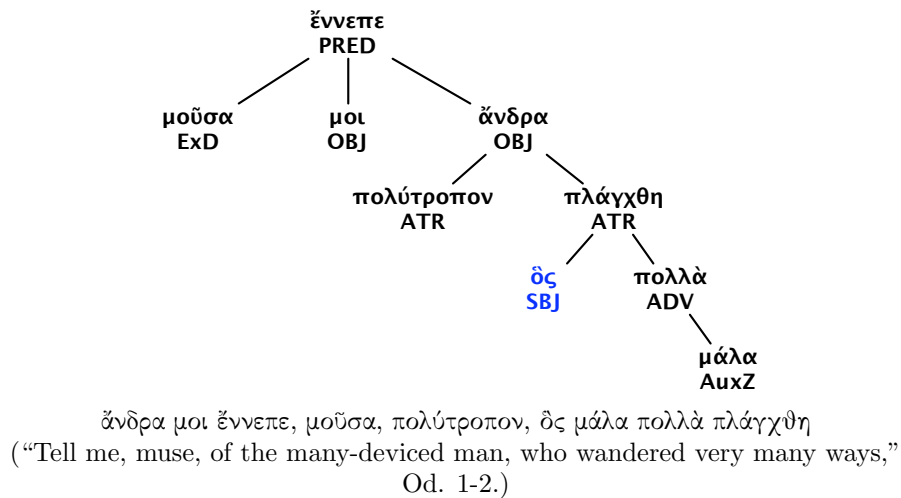 ἔννεπε
PRED
μοῦσα μοι ἄνδρα
ExD OBJ OBJ
πολύτροπον πλάγχθη
ATR ATR
ὃς πολλὰ
SBJ ADV
μάλα
AuxZ
ἄνδρα μοι ἔννεπε, μοῦσα, πολύτροπον, ὃς μάλα πολλὰ πλάγχθη
(“Tell me, muse, of the many-deviced man, who wandered very many ways,”
Od. 1-2.)